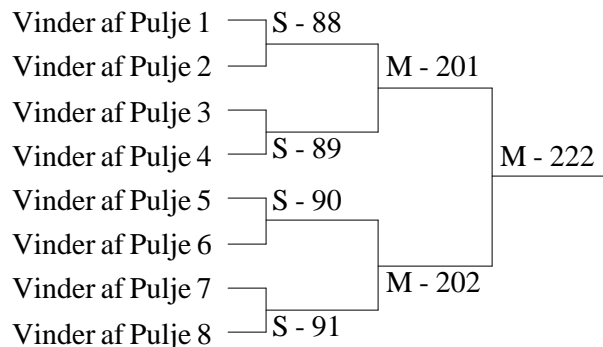 Vinder af Pulje 1
S - 88
Vinder af Pulje 2
M - 201
Vinder af Pulje 3
Vinder af Pulje 4
S - 89
M - 222
Vinder af Pulje 5
S - 90
Vinder af Pulje 6
M - 202
Vinder af Pulje 7
Vinder af Pulje 8
S - 91